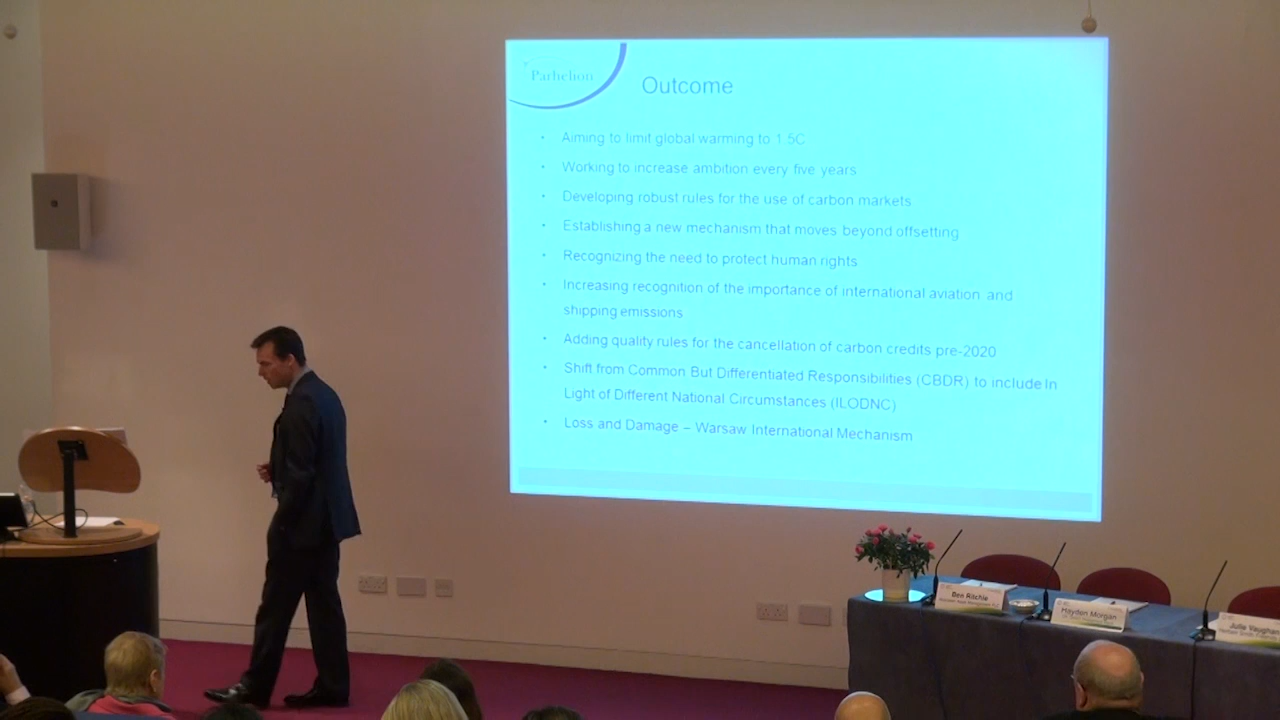 Parhelion
Outcome
• Aiming to limit global warming to 1.5C
• Working to increase ambition every five years
• Developing robust rules for the use of carbon markets
• Establishing a new mechanism that moves beyond offsetting
• Recognizing the need to protect human rights
• Increasing recognition of the importance of international aviation and
shipping emissions
• Adding quality rules for the cancellation of carbon credits pre-2020
• Shift from Common But Differentiated Responsibilities (CBDR) to include In
Light of Different National Circumstances (ILODNC)
• Loss and Damage – Warsaw International Mechanism
Ben Ritchie
Hayden Morgan
Julie